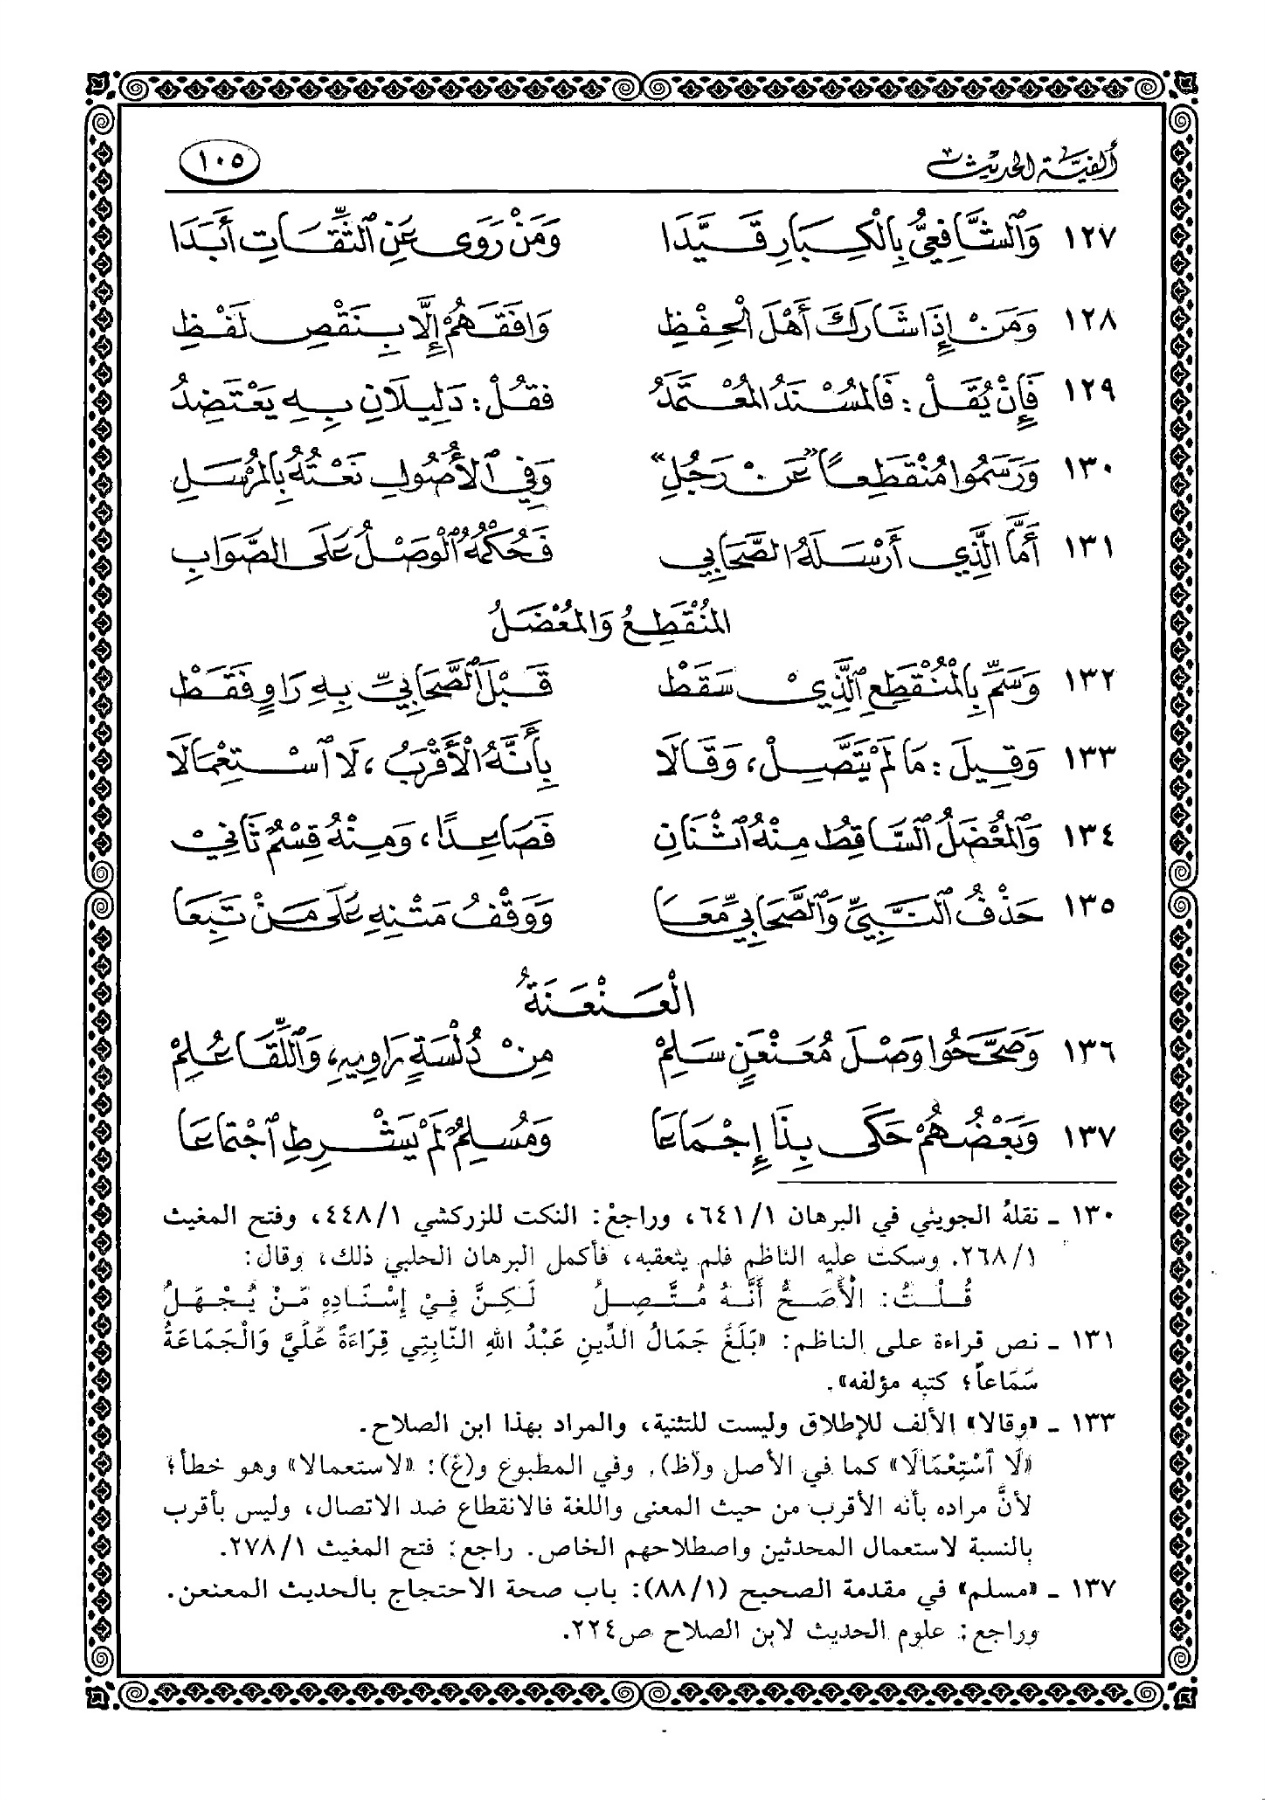 ألفية الحديث ١٠٥
١٢٧ وَالشَّافِعِيُّ بِالْكِبَارِ قَيَّدَا وَمَنْ رَوَى عَنِ الثِّقَاتِ أَبَدَا
١٢٨ وَمَنْ إِذَا شَارَكَ أَهْلَ الْحِفْظِ وَافَقَهُمْ إِلَّا بِنَقْصِ لَفْظِ
١٢٩ فَإِنْ يُقَلْ: فَالْمُسْنَدُ الْمُعْتَمَدُ فَقُلْ: دَلِيلَانِ بِهِ يَعْتَضِدُ
١٣٠ وَرَسَمُوا مُنْقَطِعًا "عَنْ رَجُلِ" وَفِي الْأُصُولِ نَعْتُهُ بِالْمُرْسَلِ
١٣١ أَمَّا الَّذِي أَرْسَلَهُ الصَّحَابِي فَحُكْمُهُ الْوَصْلُ عَلَى الصَّوَابِ
الْمُنْقَطِعُ وَالْمُعْضَلُ
١٣٢ وَسَمِّ بِالْمُنْقَطِعِ الَّذِيْ سَقَطْ قَبْلَ الصَّحَابِيِّ بِهِ رَاوٍ فَقَطْ
١٣٣ وَقِيلَ: مَا لَمْ يَتَّصِلْ، وَقَالَا بِأَنَّهُ الْأَقْرَبُ، لَا ٱسْتِعْمَالَا
١٣٤ وَالْمُعْضَلُ السَّاقِطُ مِنْهُ ٱثْنَانِ فَصَاعِدًا، وَمِنْهُ قِسْمٌ ثَانِيْ
١٣٥ حَذْفُ النَّبِيِّ وَالصَّحَابِيِّ مَعَا وَوَقْفُ مَتْنِهِ عَلَى مَنْ تَبِعَا
الْعَنْعَنَةُ
١٣٦ وَصَحَّحُوا وَصْلَ مُعَنْعَنٍ سَلِمْ مِنْ دُلْسَةٍ رَاوِيهِ، وَاللِّقَا عُلِمْ
١٣٧ وَبَعْضُهُمْ حَكَى بِذَا إِجْمَاعَا وَمُسْلِمٌ لَمْ يَشْرِطِ ٱجْتِمَاعَا
١٣٠ ـ نقلهُ الجويني في البرهان ٦٤١/١، وراجعْ: النكت للزركشي ٤٤٨/١، وفتح المغيث
٢٦٨/١. وسكت عليه الناظم فلم يتعقبه، فأكمل البرهان الحلبي ذلك، وقال:
قُلْتُ: الْأَصَحُّ أَنَّهُ مُتَّصِلُ لَكِنَّ فِيْ إِسْنَادِهِ مَنْ يُجْهَلُ
١٣١ ـ نص قراءة على الناظم: «بَلَغَ جَمَالُ الدِّينِ عَبْدُ اللهِ النَّابِتِي قِرَاءَةً عَلَيَّ وَالْجَمَاعَةُ
سَمَاعاً؛ كتبه مؤلفه».
١٣٣ ـ «وقالا» الألف للإطلاق وليست للتثنية، والمراد بهذا ابن الصلاح.
«لَا ٱسْتِعْمَالَا» كما في الأصل و(ظ)، وفي المطبوع و(غ): «لاستعمالا» وهو خطأ؛
لأنَّ مراده بأنه الأقرب من حيث المعنى واللغة فالانقطاع ضد الاتصال، وليس بأقرب
بالنسبة لاستعمال المحدثين واصطلاحهم الخاص. راجع: فتح المغيث ٢٧٨/١.
١٣٧ ـ «مسلم» في مقدمة الصحيح (٨٨/١): باب صحة الاحتجاج بالحديث المعنعن.
وراجع: علوم الحديث لابن الصلاح ص٢٢٤.